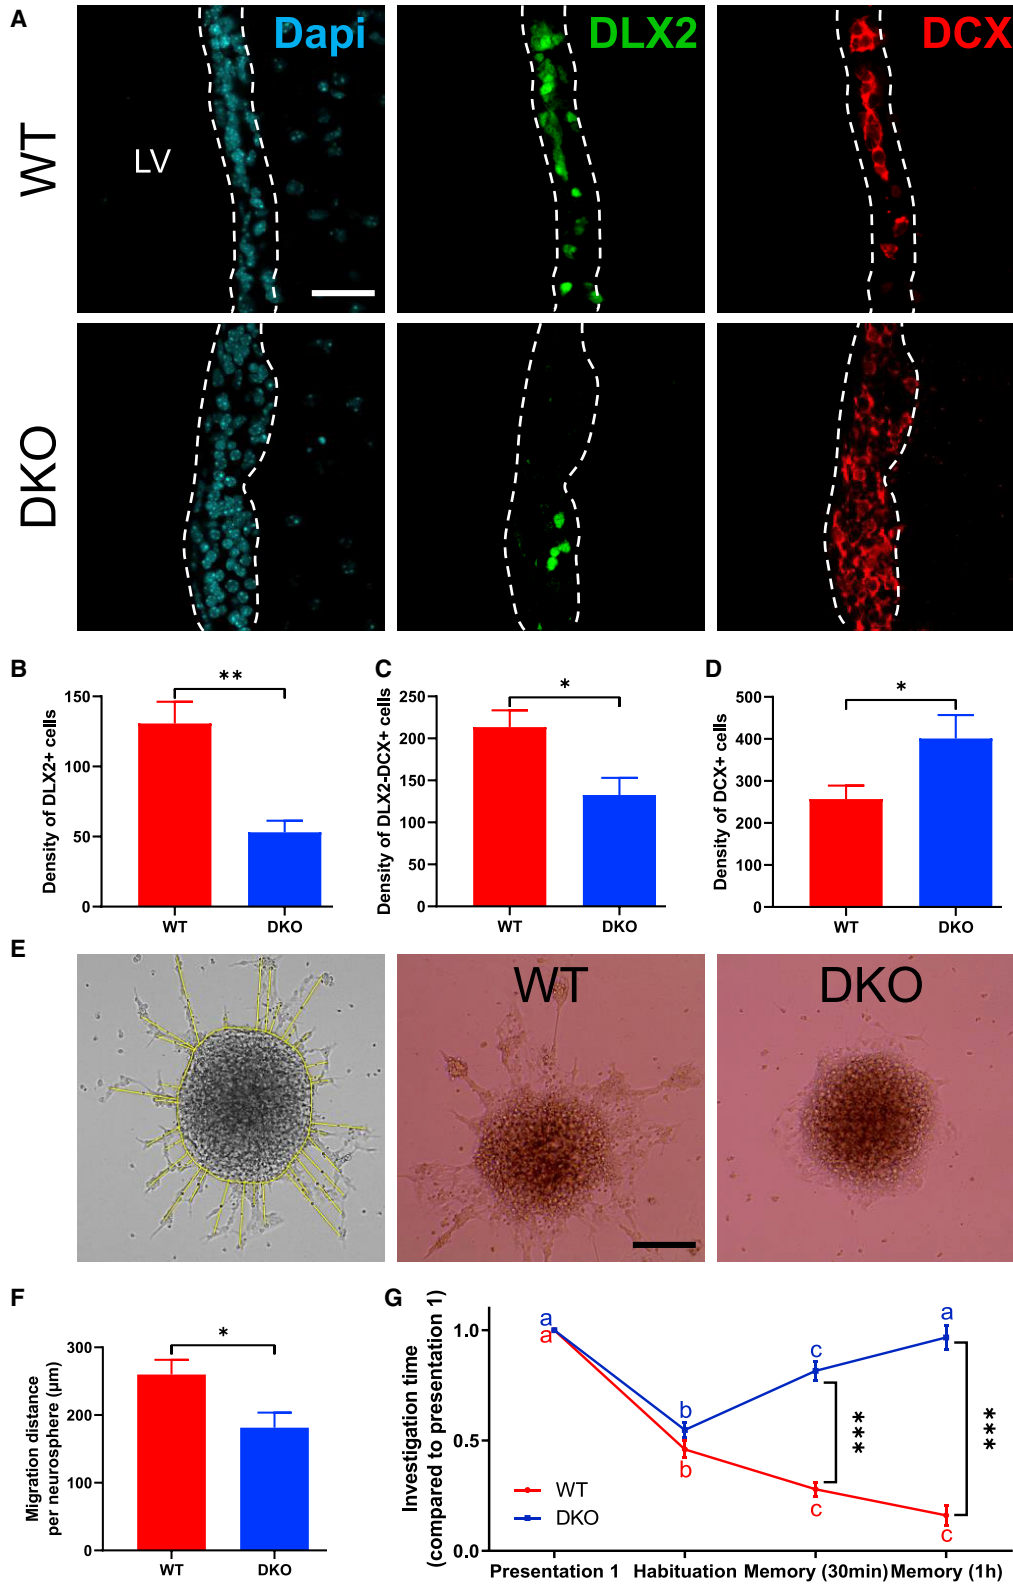 A
Dapi
DLX2
DCX
WT
LV
DKO
B
**
Density of DLX2+ cells
150
100
50
0
WT
DKO
C
*
Density of DLX2-DCX+ cells
250
200
150
100
50
0
WT
DKO
D
*
Density of DCX+ cells
500
400
300
200
100
0
WT
DKO
E
WT
DKO
F
*
Migration distance
per neurosphere (µm)
300
200
100
0
WT
DKO
G
Investigation time
(compared to presentation 1)
1.0
0.5
0.0
a
a
b
b
c
c
a
c
***
***
WT
DKO
Presentation 1
Habituation
Memory (30min)
Memory (1h)